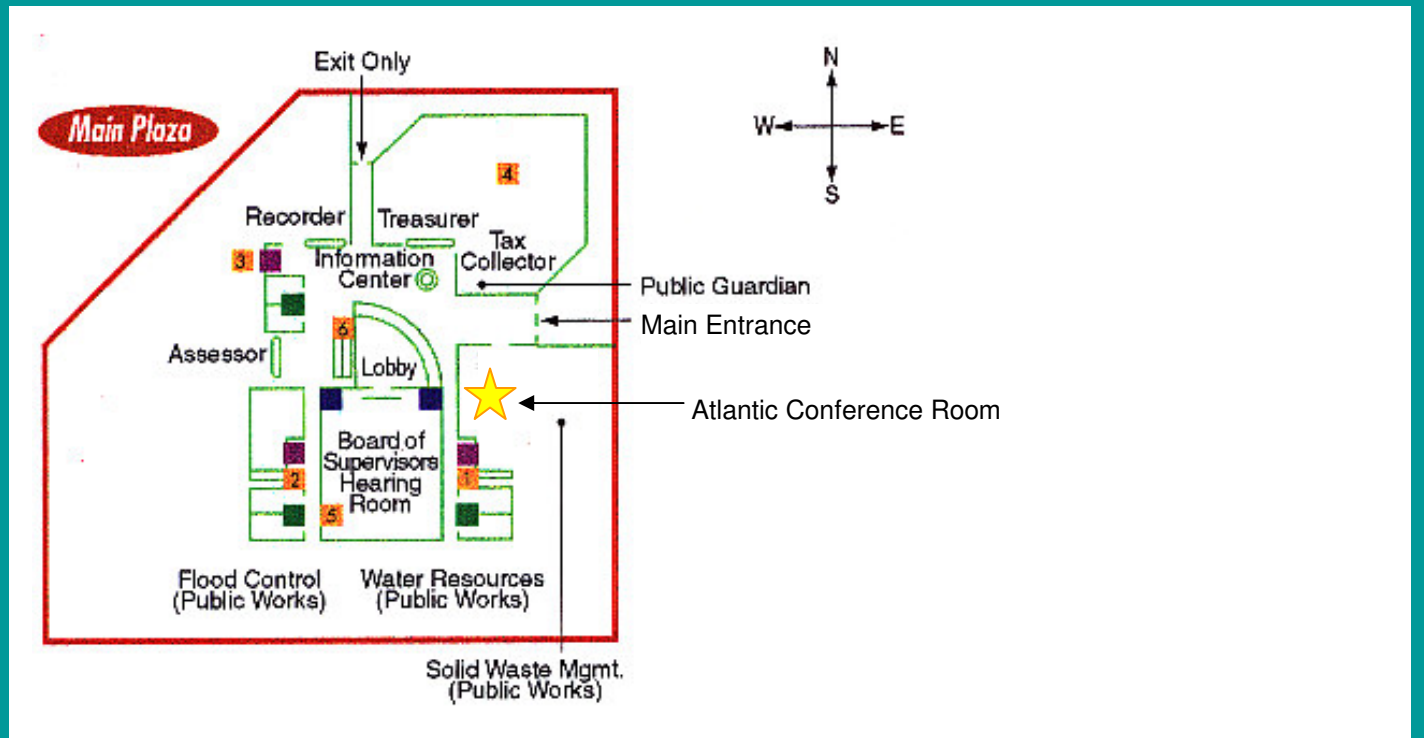 Exit Only
N
Main Plaza
W E
S
4
Recorder Treasurer
Tax
Collector
3
Information
Center
Public Guardian
6
Main Entrance
Assessor
Lobby
Atlantic Conference Room
Board of
Supervisors
Hearing
Room
2
1
5
Flood Control
(Public Works)
Water Resources
(Public Works)
Solid Waste Mgmt.
(Public Works)